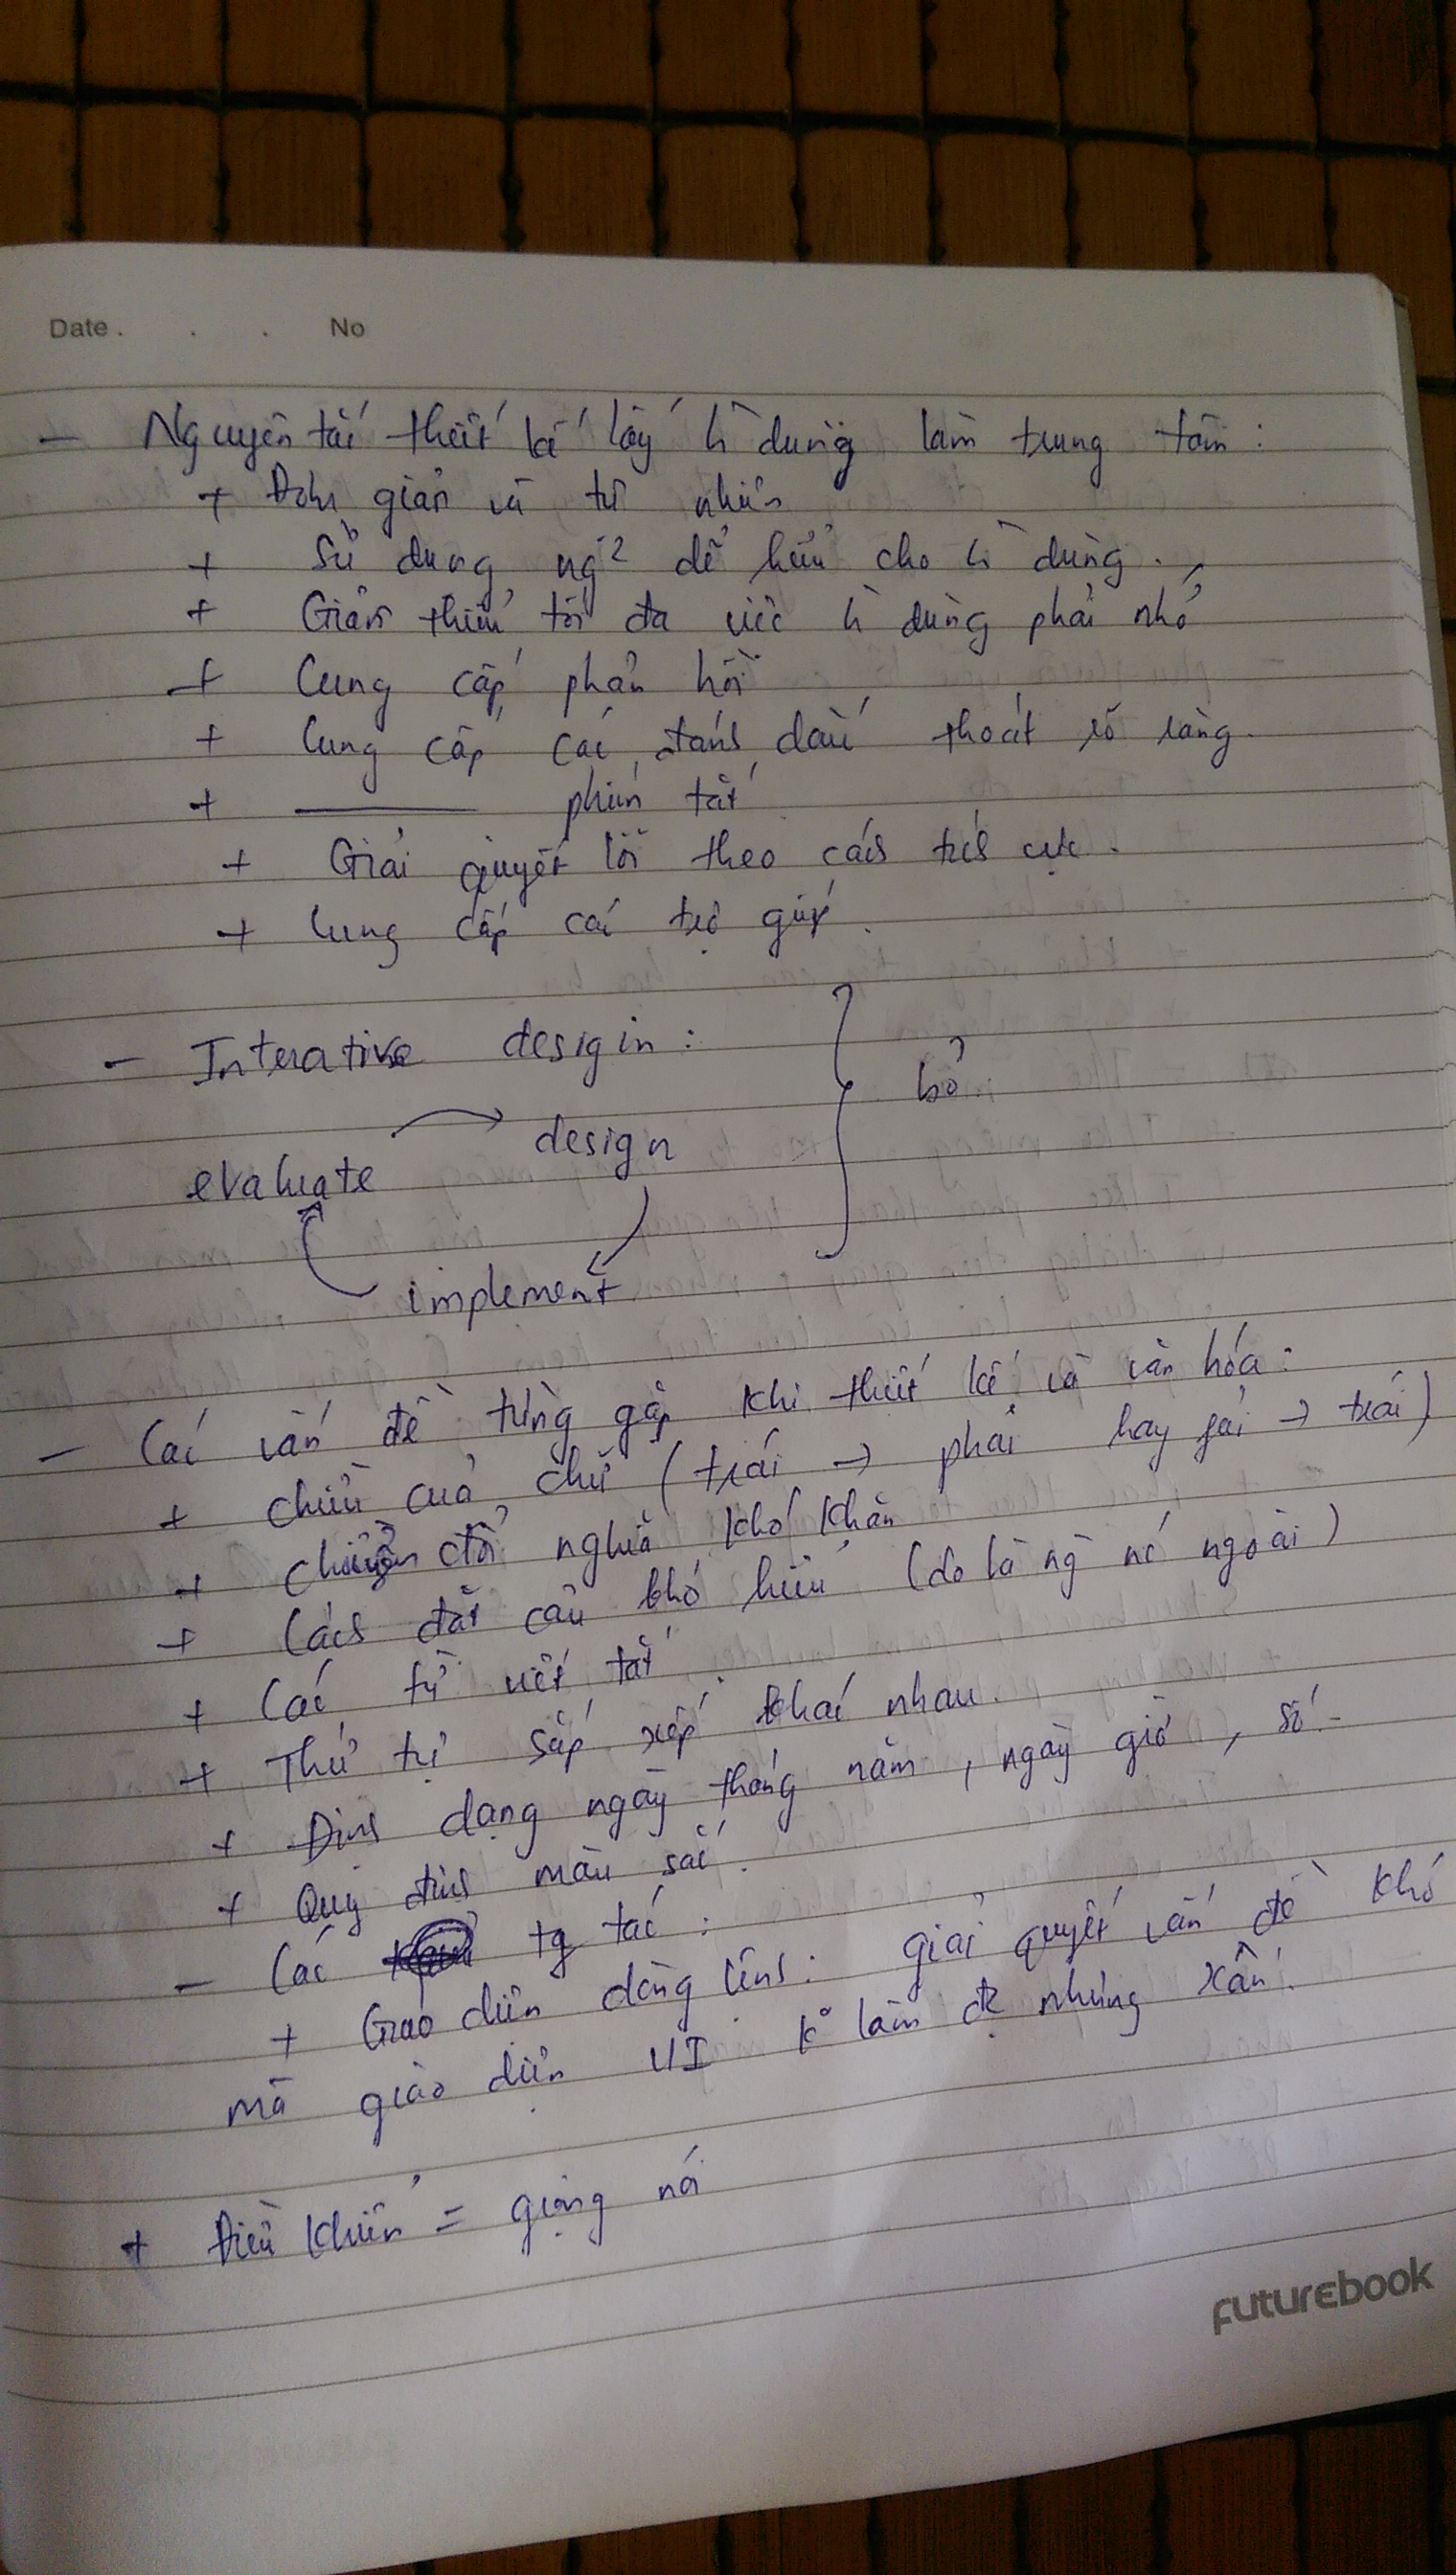 Date . . . No
- Nguyên tắc thiết kế lấy ng` dùng làm trung tâm :
+ Đơn giản và tự nhiên
+ Sử dụng ng² dễ hiểu cho ng` dùng .
+ Giảm thiểu tối đa việc ng` dùng phải nhớ
+ Cung cấp phản hồi
+ Cung cấp các đánh dấu thoát rõ ràng .
+ ——— phím tắt
+ Giải quyết lỗi theo cách tích cực .
+ Cung cấp các trợ giúp .
- Interative desigin :
bỏ
design
evaluate
implement
- Các vấn đề từng gặp khi thiết kế và văn hóa :
+ chiều của chữ ( trái → phải hay phải → trái )
+ chuyển đổi nghĩa khó khăn
+ Cách đặt câu khó hiểu ( do là ng` nc ngoài )
+ Các từ viết tắt .
+ Thứ tự sắp xếp khác nhau .
+ Định dạng ngày tháng năm , ngày giờ , số .
+ Quy định màu sắc .
- Các tg tác :
+ Giao diện dòng lệnh : giải quyết vấn đề khó
mà giao diện UI k° làm đc nhưng xấu .
+ Điều khiển = giọng nói
futurebook